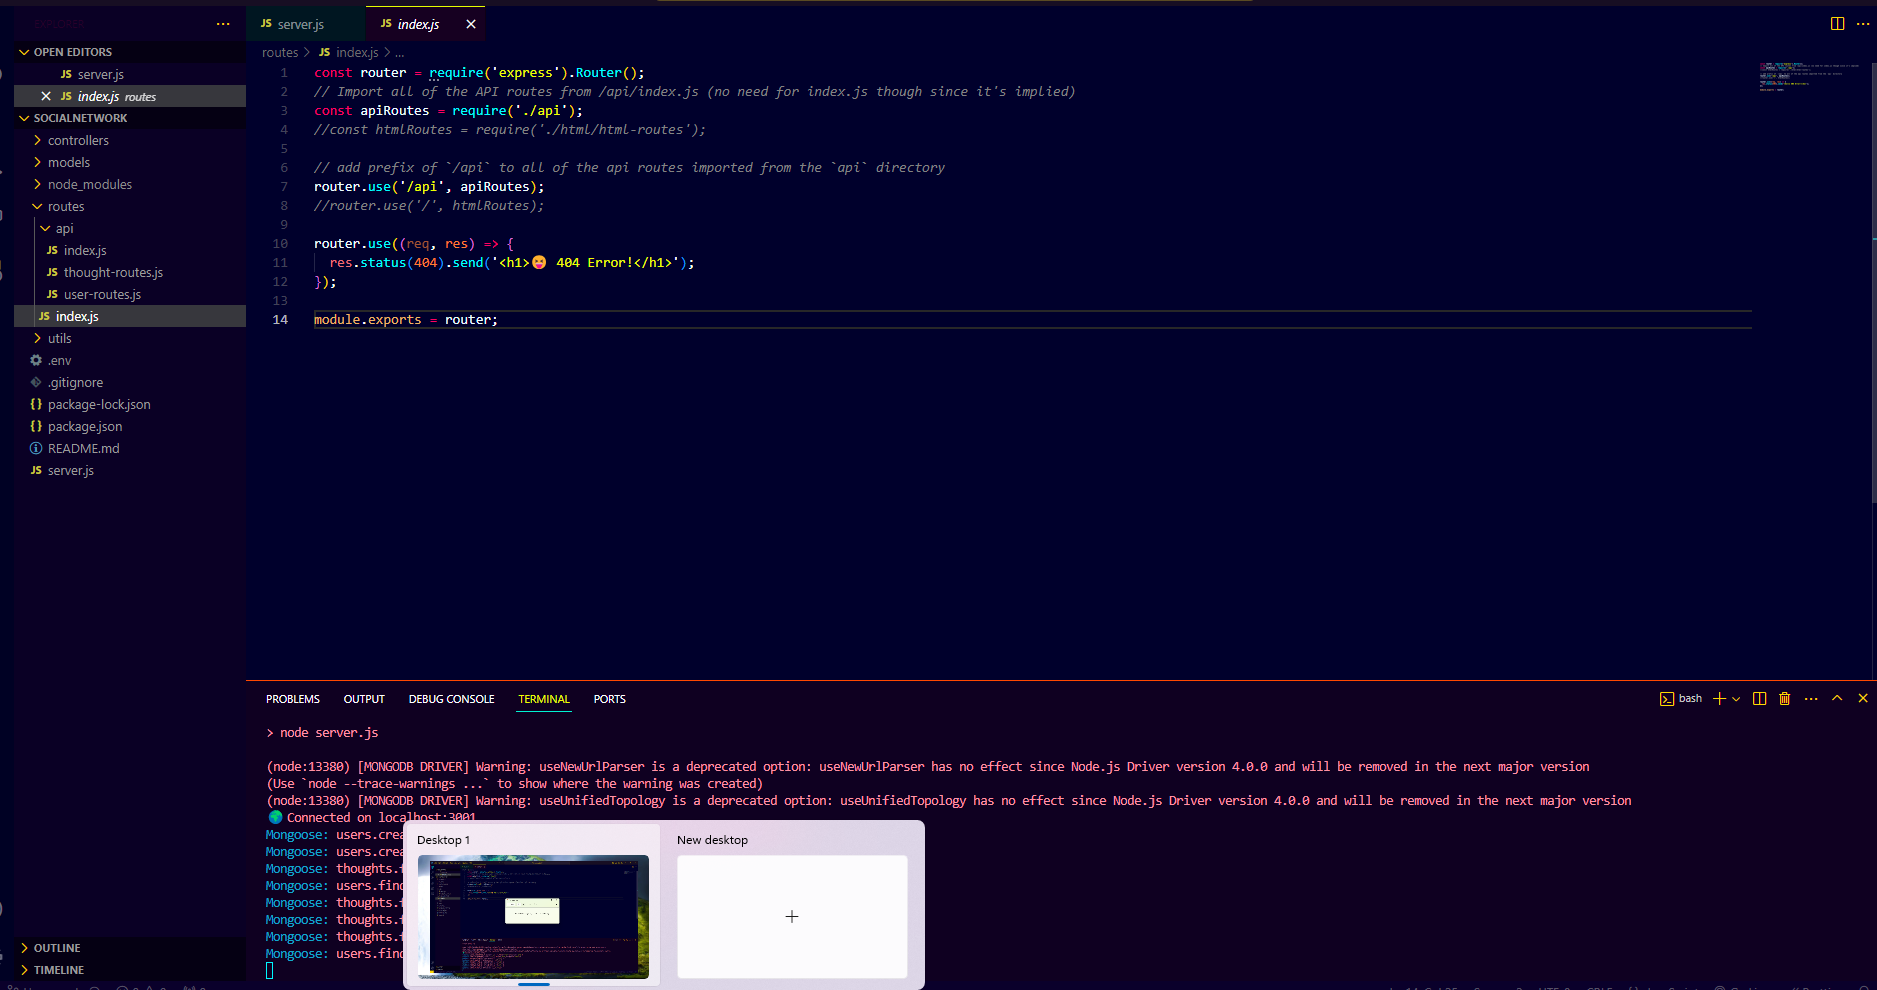 EXPLORER
JS server.js
JS index.js
OPEN EDITORS
JS server.js
JS index.js routes
SOCIALNETWORK
controllers
models
node_modules
routes
api
JS index.js
JS thought-routes.js
JS user-routes.js
JS index.js
utils
.env
.gitignore
{} package-lock.json
{} package.json
README.md
JS server.js
OUTLINE
TIMELINE
routes > JS index.js > ...
1 const router = require('express').Router();
2 // Import all of the API routes from /api/index.js (no need for index.js though since it's implied)
3 const apiRoutes = require('./api');
4 //const htmlRoutes = require('./html/html-routes');
5
6 // add prefix of `/api` to all of the api routes imported from the `api` directory
7 router.use('/api', apiRoutes);
8 //router.use('/', htmlRoutes);
9
10 router.use((req, res) => {
11 res.status(404).send('<h1>😝 404 Error!</h1>');
12 });
13
14 module.exports = router;
PROBLEMS OUTPUT DEBUG CONSOLE TERMINAL PORTS
bash
> node server.js
(node:13380) [MONGODB DRIVER] Warning: useNewUrlParser is a deprecated option: useNewUrlParser has no effect since Node.js Driver version 4.0.0 and will be removed in the next major version
(Use `node --trace-warnings ...` to show where the warning was created)
(node:13380) [MONGODB DRIVER] Warning: useUnifiedTopology is a deprecated option: useUnifiedTopology has no effect since Node.js Driver version 4.0.0 and will be removed in the next major version
🌍 Connected on localhost:3001
Mongoose: users.crea
Mongoose: users.crea
Mongoose: thoughts.f
Mongoose: users.find
Mongoose: thoughts.f
Mongoose: thoughts.f
Mongoose: thoughts.f
Mongoose: users.find
Desktop 1
New desktop